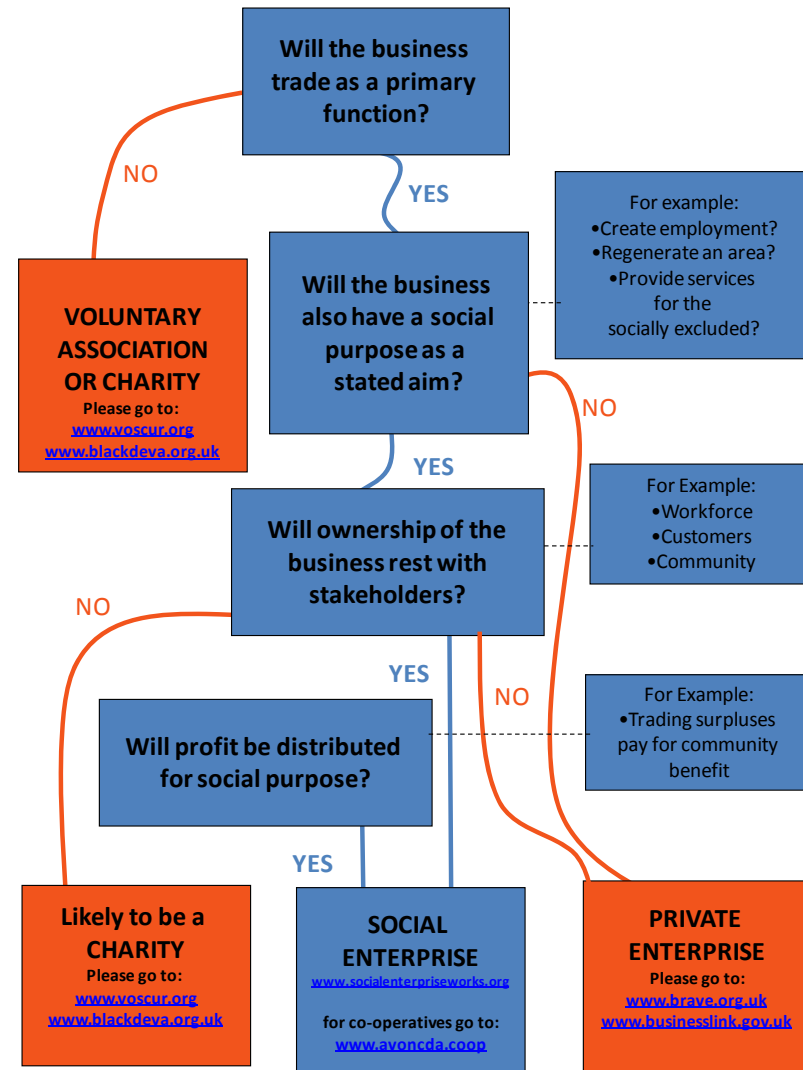 Will the business
trade as a primary
function?
NO
YES
For example:
•Create employment?
•Regenerate an area?
•Provide services
for the
socially excluded?
Will the business
also have a social
purpose as a
stated aim?
VOLUNTARY
ASSOCIATION
OR CHARITY
Please go to:
www.voscur.org
www.blackdeva.org.uk
NO
YES
For Example:
•Workforce
•Customers
•Community
Will ownership of the
business rest with
stakeholders?
NO
YES
NO
For Example:
•Trading surpluses
pay for community
benefit
Will profit be distributed
for social purpose?
YES
Likely to be a
CHARITY
Please go to:
www.voscur.org
www.blackdeva.org.uk
SOCIAL
ENTERPRISE
www.socialenterpriseworks.org
for co-operatives go to:
www.avoncda.coop
PRIVATE
ENTERPRISE
Please go to:
www.brave.org.uk
www.businesslink.gov.uk